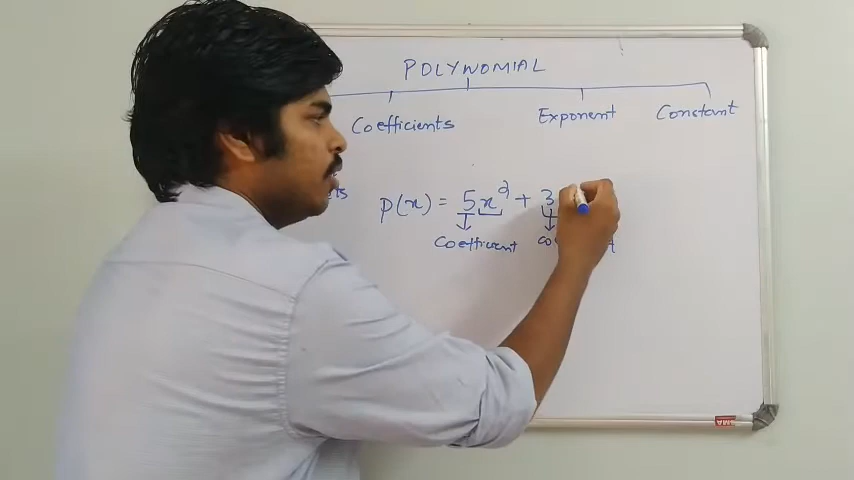 POLYNOMIAL
Coefficients Exponent Constant
p(x) = 5x² + 3
Coefficient